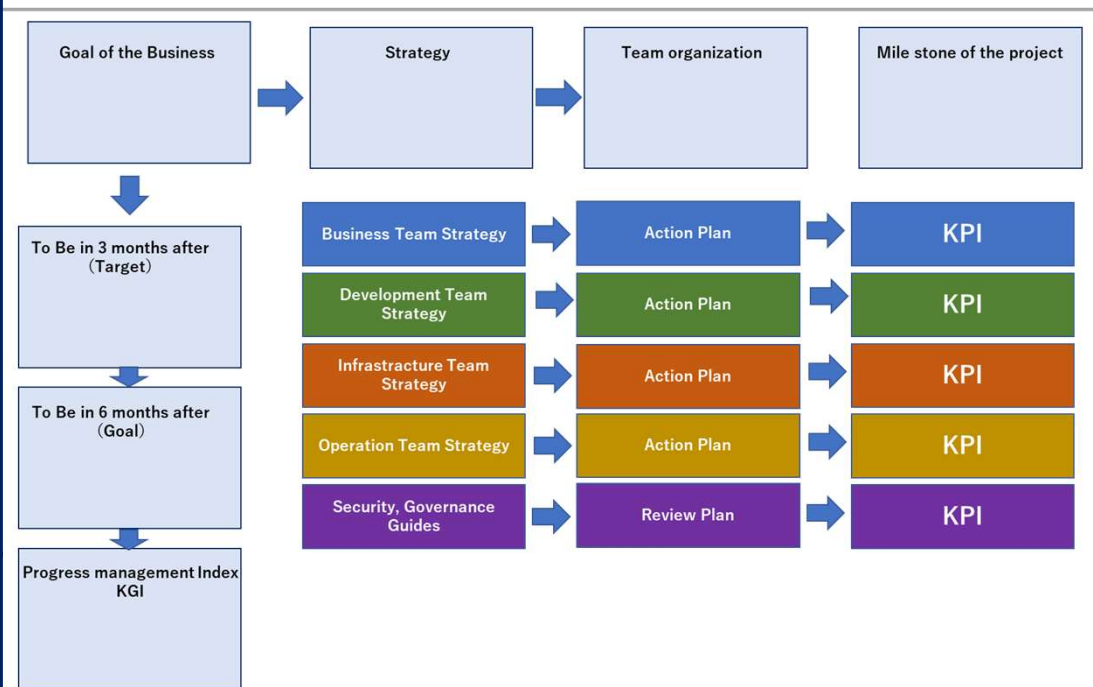 Goal of the Business
Strategy
Team organization
Mile stone of the project
To Be in 3 months after
（Target）
To Be in 6 months after
（Goal）
Progress management Index
KGI
Business Team Strategy
Action Plan
KPI
Development Team
Strategy
Action Plan
KPI
Infrastracture Team
Strategy
Action Plan
KPI
Operation Team Strategy
Action Plan
KPI
Security, Governance
Guides
Review Plan
KPI